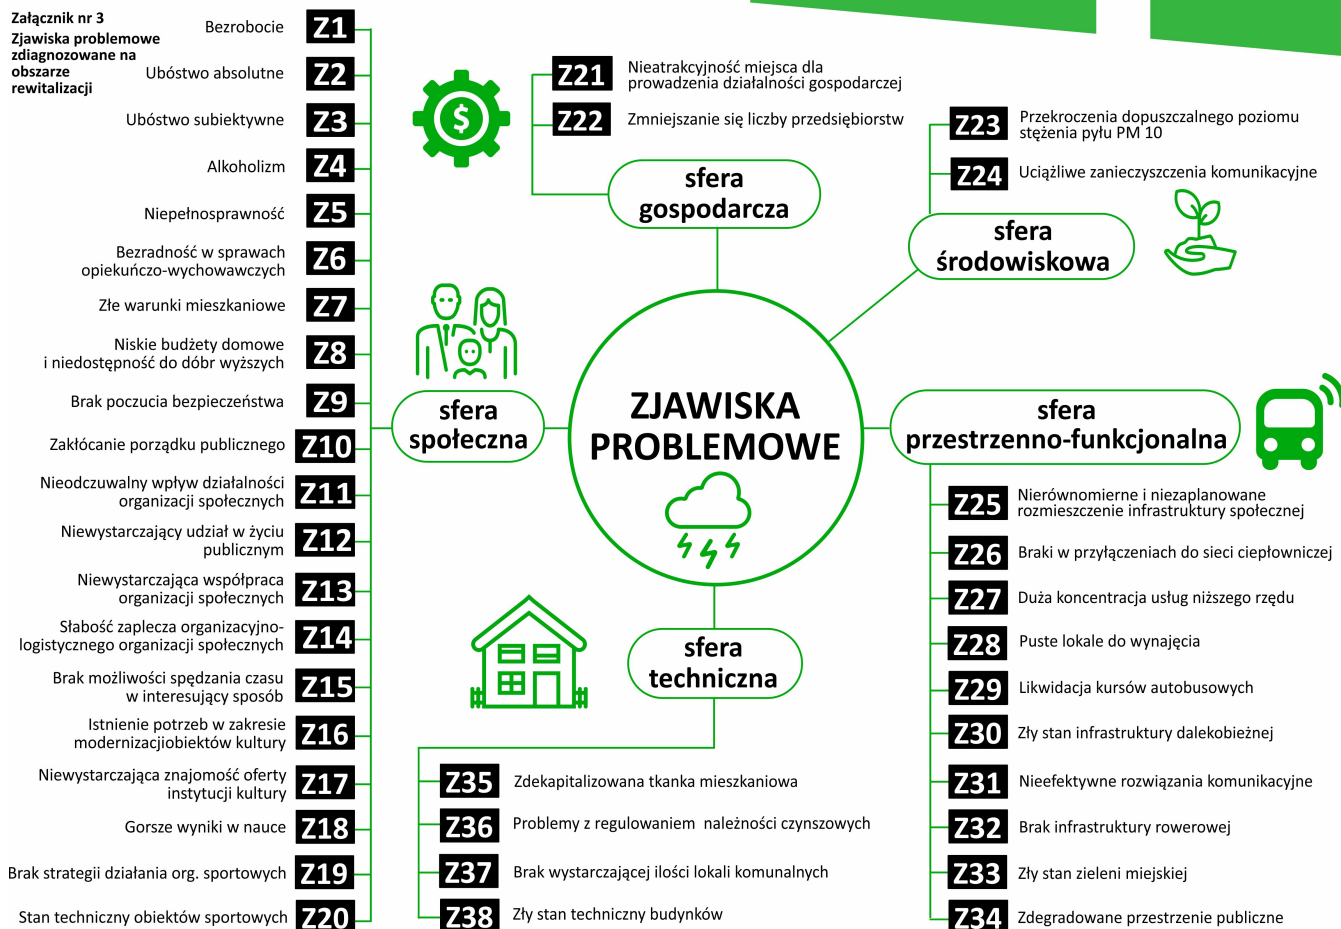 Załącznik nr 3
Zjawiska problemowe
zdiagnozowane na
obszarze
rewitalizacji
Bezrobocie Z1
Ubóstwo absolutne Z2
Ubóstwo subiektywne Z3
Alkoholizm Z4
Niepełnosprawność Z5
Bezradność w sprawach
opiekuńczo-wychowawczych Z6
Złe warunki mieszkaniowe Z7
Niskie budżety domowe
i niedostępność do dóbr wyższych Z8
Brak poczucia bezpieczeństwa Z9
Zakłócanie porządku publicznego Z10
Nieodczuwalny wpływ działalności
organizacji społecznych Z11
Niewystarczający udział w życiu
publicznym Z12
Niewystarczająca współpraca
organizacji społecznych Z13
Słabość zaplecza organizacyjno-
logistycznego organizacji społecznych Z14
Brak możliwości spędzania czasu
w interesujący sposób Z15
Istnienie potrzeb w zakresie
modernizacjiobiektów kultury Z16
Niewystarczająca znajomość oferty
instytucji kultury Z17
Gorsze wyniki w nauce Z18
Brak strategii działania org. sportowych Z19
Stan techniczny obiektów sportowych Z20
sfera
społeczna
$
Z21 Nieatrakcyjność miejsca dla
prowadzenia działalności gospodarczej
Z22 Zmniejszanie się liczby przedsiębiorstw
sfera
gospodarcza
Z23 Przekroczenia dopuszczalnego poziomu
stężenia pyłu PM 10
Z24 Uciążliwe zanieczyszczenia komunikacyjne
sfera
środowiskowa
ZJAWISKA
PROBLEMOWE
sfera
przestrzenno-funkcjonalna
Z25 Nierównomierne i niezaplanowane
rozmieszczenie infrastruktury społecznej
Z26 Braki w przyłączeniach do sieci ciepłowniczej
Z27 Duża koncentracja usług niższego rzędu
Z28 Puste lokale do wynajęcia
Z29 Likwidacja kursów autobusowych
Z30 Zły stan infrastruktury dalekobieżnej
Z31 Nieefektywne rozwiązania komunikacyjne
Z32 Brak infrastruktury rowerowej
Z33 Zły stan zieleni miejskiej
Z34 Zdegradowane przestrzenie publiczne
sfera
techniczna
Z35 Zdekapitalizowana tkanka mieszkaniowa
Z36 Problemy z regulowaniem należności czynszowych
Z37 Brak wystarczającej ilości lokali komunalnych
Z38 Zły stan techniczny budynków